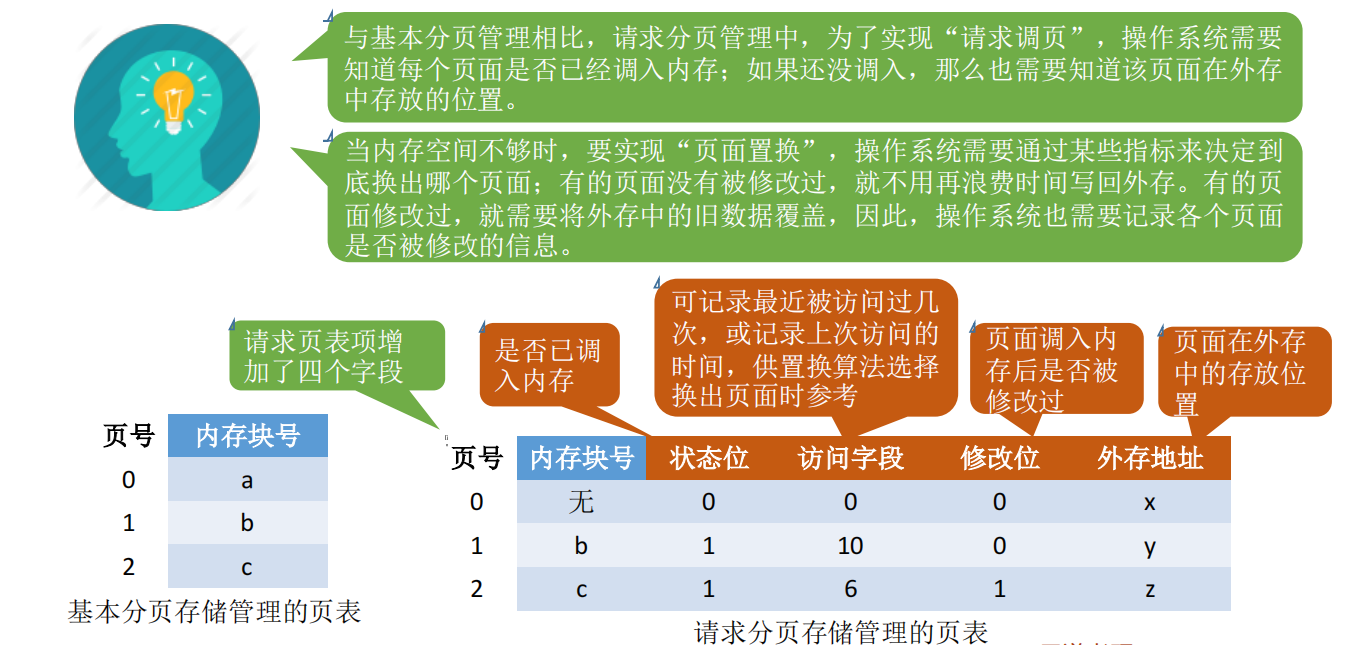 与基本分页管理相比，请求分页管理中，为了实现“请求调页”，操作系统需要
知道每个页面是否已经调入内存；如果还没调入，那么也需要知道该页面在外存
中存放的位置。
当内存空间不够时，要实现“页面置换”，操作系统需要通过某些指标来决定到
底换出哪个页面；有的页面没有被修改过，就不用再浪费时间写回外存。有的页
面修改过，就需要将外存中的旧数据覆盖，因此，操作系统也需要记录各个页面
是否被修改的信息。
请求页表项增
加了四个字段
是否已调
入内存
可记录最近被访问过几
次，或记录上次访问的
时间，供置换算法选择
换出页面时参考
页面调入内
存后是否被
修改过
页面在外存
中的存放位
置
页号 内存块号
0 a
1 b
2 c
基本分页存储管理的页表
页号 内存块号 状态位 访问字段 修改位 外存地址
0 无 0 0 0 x
1 b 1 10 0 y
2 c 1 6 1 z
请求分页存储管理的页表